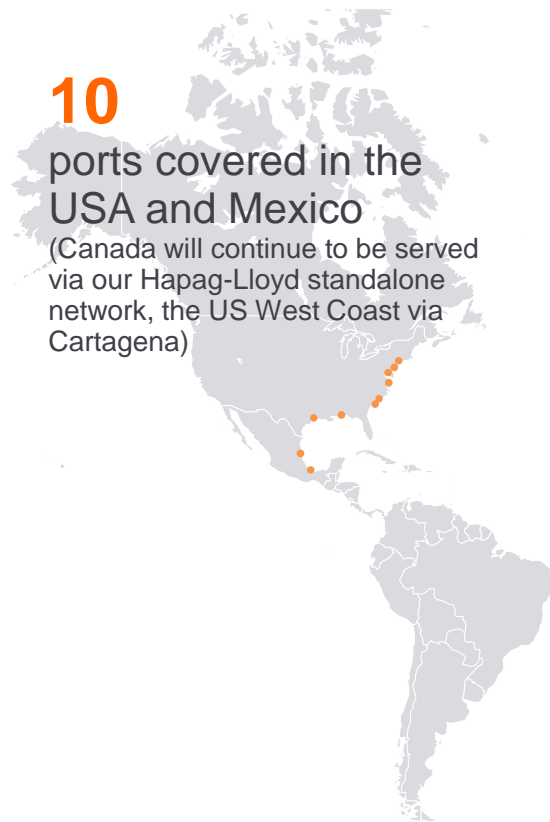 10
ports covered in the
USA and Mexico
(Canada will continue to be served
via our Hapag-Lloyd standalone
network, the US West Coast via
Cartagena)